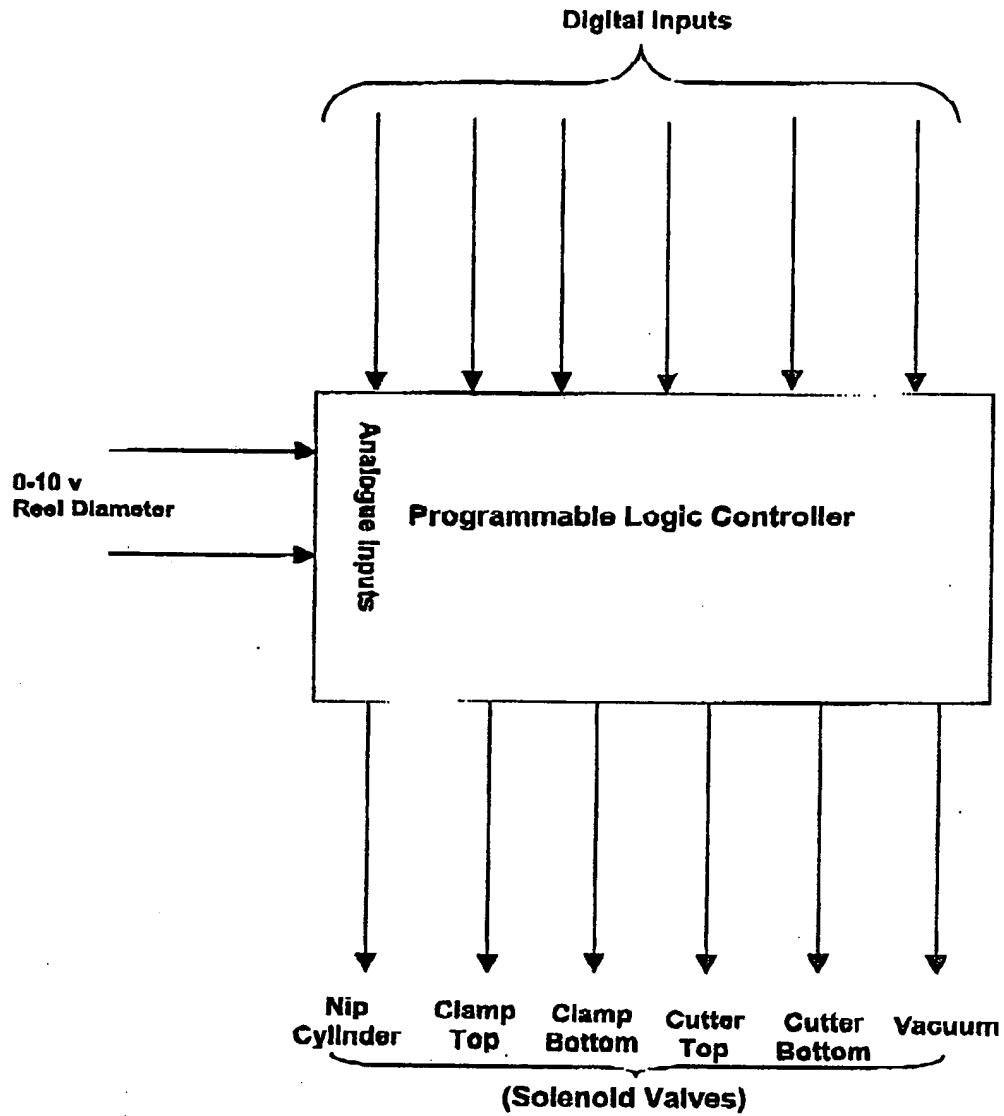 Digital Inputs
0-10 v
Reel Diameter
Analogue Inputs
Programmable Logic Controller
Nip
Cylinder
Clamp
Top
Clamp
Bottom
Cutter
Top
Cutter
Bottom
Vacuum
(Solenoid Valves)